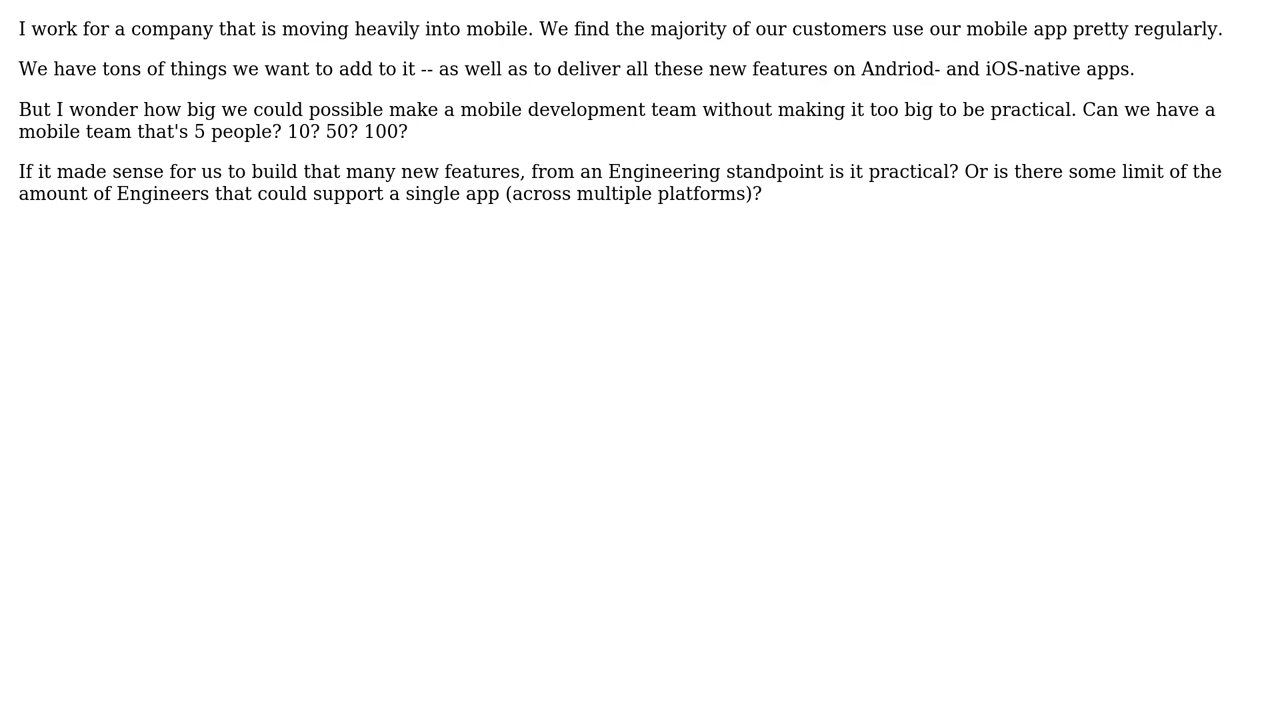 I work for a company that is moving heavily into mobile. We find the majority of our customers use our mobile app pretty regularly.
We have tons of things we want to add to it -- as well as to deliver all these new features on Andriod- and iOS-native apps.
But I wonder how big we could possible make a mobile development team without making it too big to be practical. Can we have a
mobile team that's 5 people? 10? 50? 100?
If it made sense for us to build that many new features, from an Engineering standpoint is it practical? Or is there some limit of the
amount of Engineers that could support a single app (across multiple platforms)?